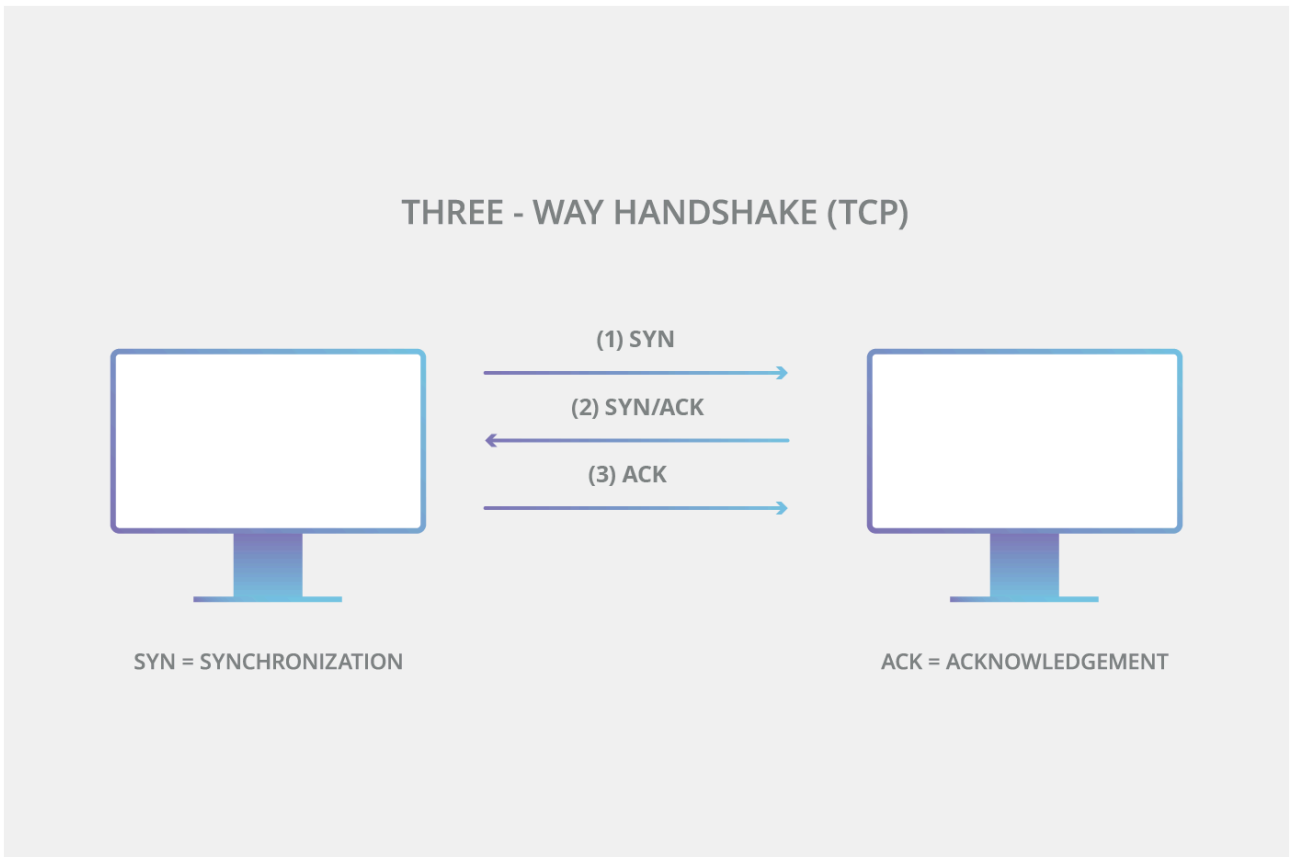 THREE - WAY HANDSHAKE (TCP)
(1) SYN
(2) SYN/ACK
(3) ACK
SYN = SYNCHRONIZATION
ACK = ACKNOWLEDGEMENT